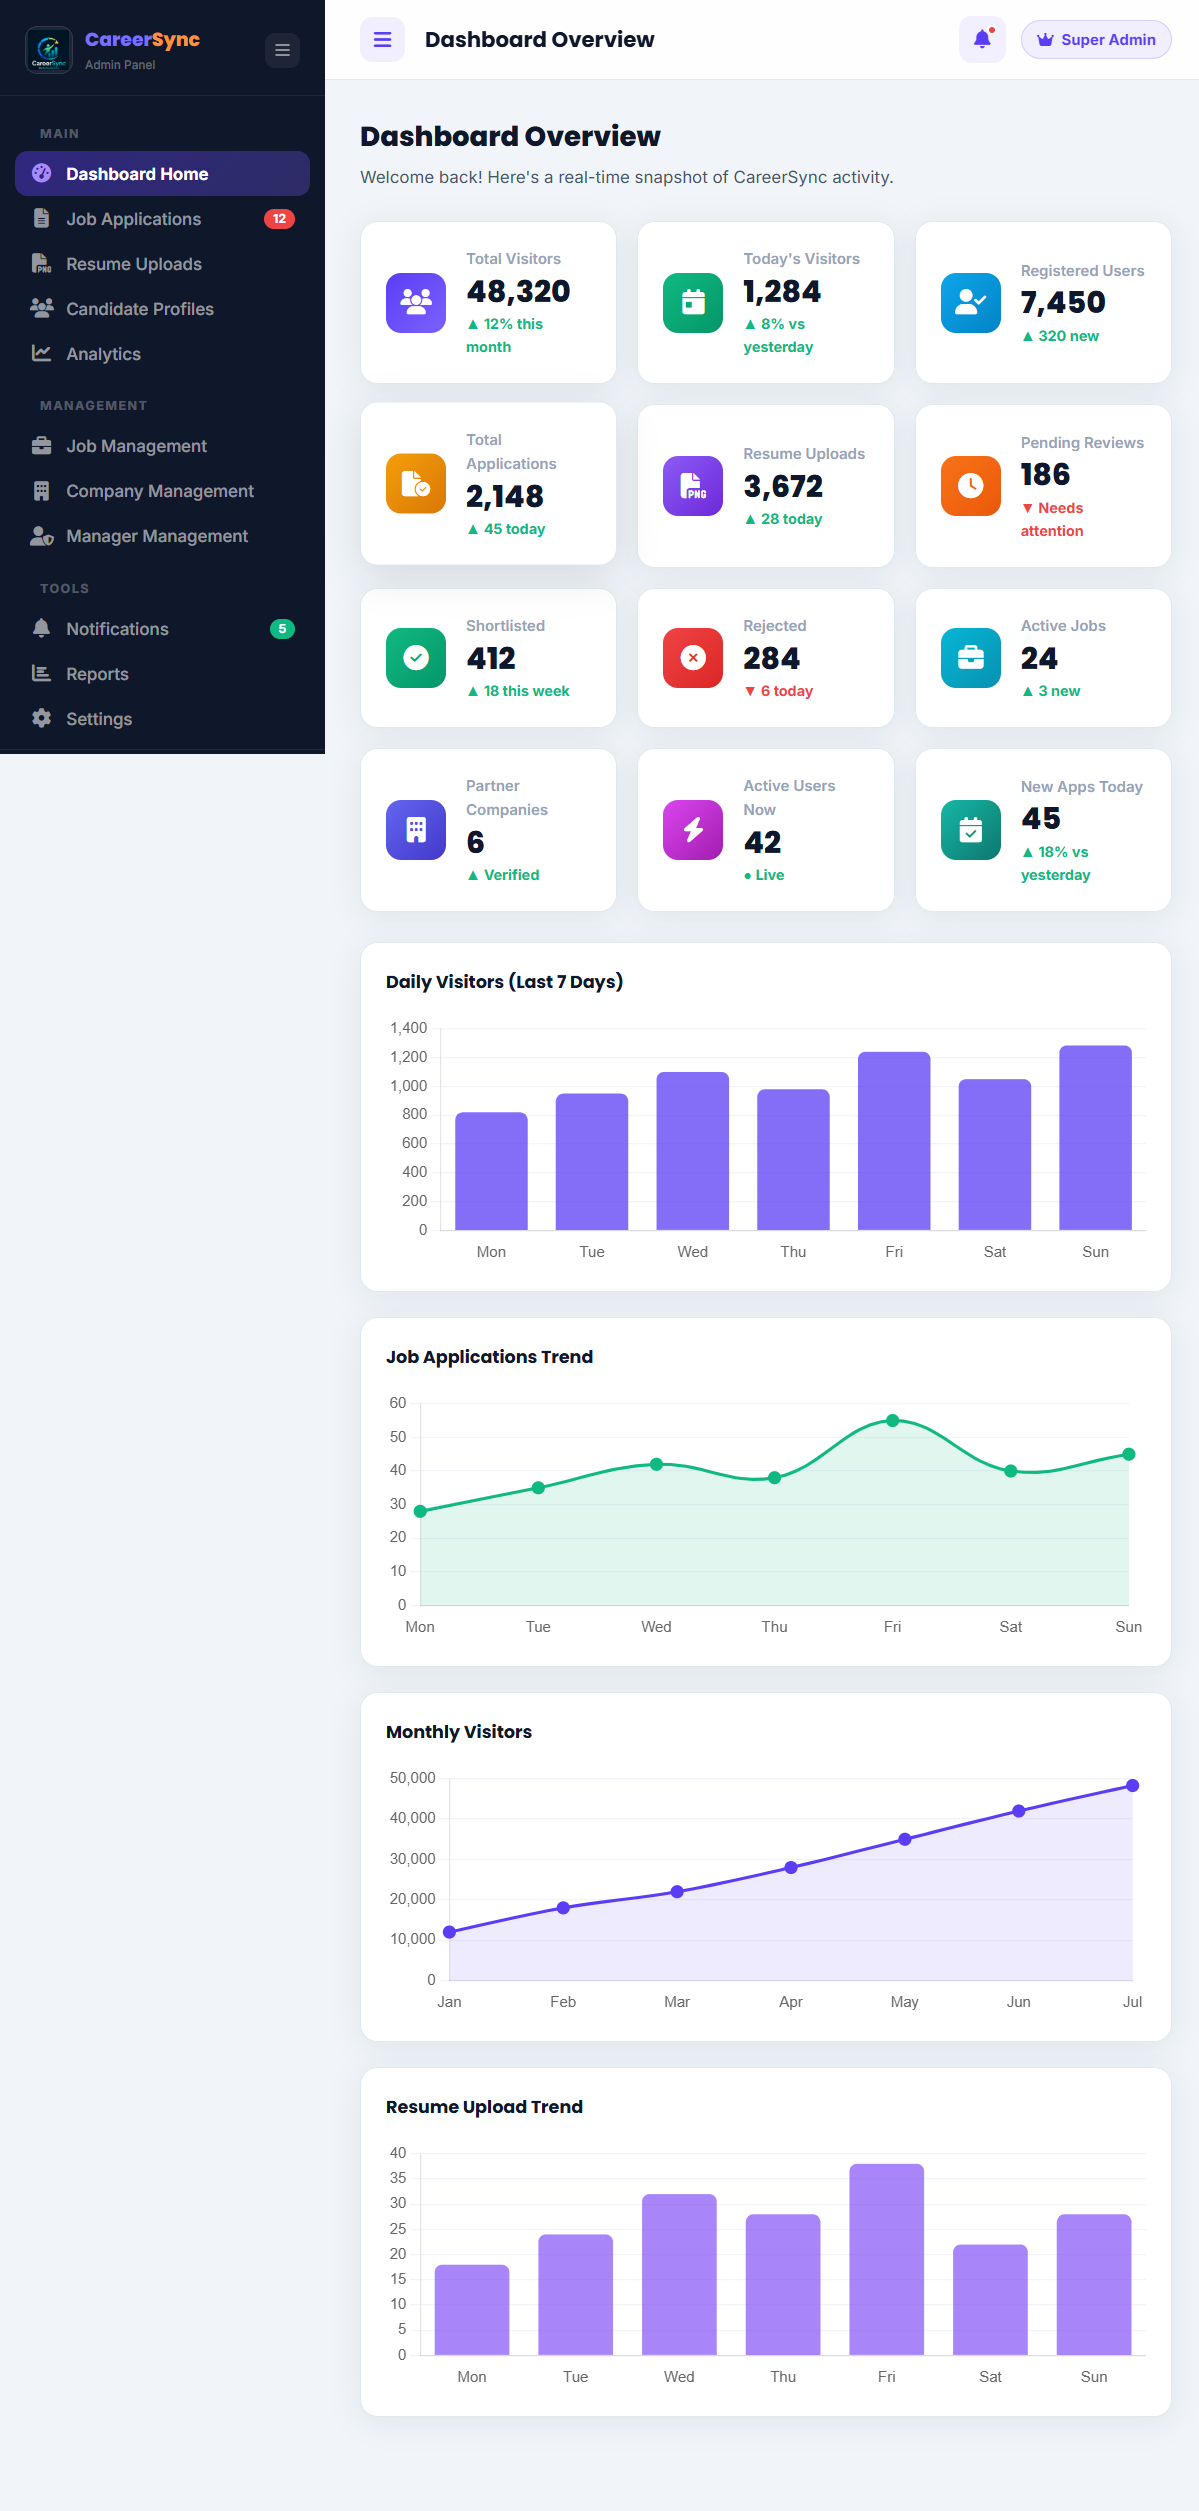 CareerSync
Admin Panel
MAIN
Dashboard Home
Job Applications 12
Resume Uploads
Candidate Profiles
Analytics
MANAGEMENT
Job Management
Company Management
Manager Management
TOOLS
Notifications 5
Reports
Settings
Dashboard Overview
Super Admin
Dashboard Overview
Welcome back! Here's a real-time snapshot of CareerSync activity.
Total Visitors
48,320
▲ 12% this
month
Today's Visitors
1,284
▲ 8% vs
yesterday
Registered Users
7,450
▲ 320 new
Total
Applications
2,148
▲ 45 today
PNG
Resume Uploads
3,672
▲ 28 today
Pending Reviews
186
▼ Needs
attention
Shortlisted
412
▲ 18 this week
Rejected
284
▼ 6 today
Active Jobs
24
▲ 3 new
Partner
Companies
6
▲ Verified
Active Users
Now
42
● Live
New Apps Today
45
▲ 18% vs
yesterday
Daily Visitors (Last 7 Days)
1,400
1,200
1,000
800
600
400
200
0
Mon Tue Wed Thu Fri Sat Sun
Job Applications Trend
60
50
40
30
20
10
0
Mon Tue Wed Thu Fri Sat Sun
Monthly Visitors
50,000
40,000
30,000
20,000
10,000
0
Jan Feb Mar Apr May Jun Jul
Resume Upload Trend
40
35
30
25
20
15
10
5
0
Mon Tue Wed Thu Fri Sat Sun